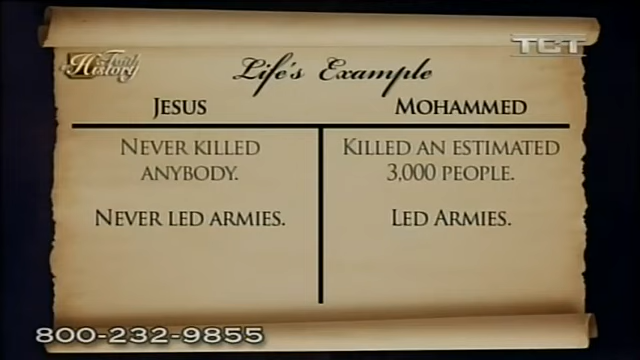 TCT
Faith
History
Life's Example
JESUS
MOHAMMED
NEVER KILLED
ANYBODY.
KILLED AN ESTIMATED
3,000 PEOPLE.
NEVER LED ARMIES.
LED ARMIES.
800-232-9855